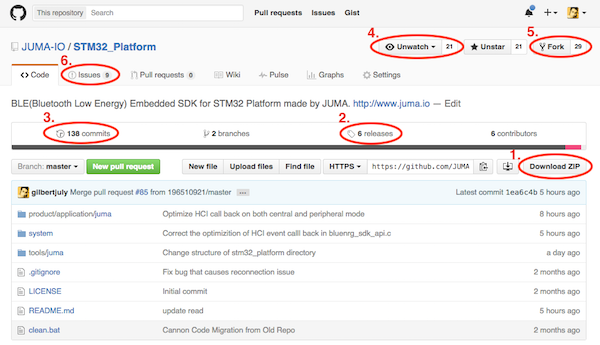 This repository Search Pull requests Issues Gist
4. 5.
JUMA-IO / STM32_Platform Unwatch 21 Unstar 21 Fork 29
6.
Code Issues 9 Pull requests 0 Wiki Pulse Graphs Settings
BLE(Bluetooth Low Energy) Embedded SDK for STM32 Platform made by JUMA. http://www.juma.io — Edit
3. 2.
138 commits 2 branches 6 releases 6 contributors
1.
Branch: master New pull request New file Upload files Find file HTTPS https://github.com/JUMA Download ZIP
gilbertjuly Merge pull request #85 from 196510921/master ... Latest commit 1ea6c4b 5 hours ago
product/application/juma Optimize HCI call back on both central and peripheral mode 8 hours ago
system Correct the optimizition of HCI event calll back in bluenrg_sdk_api.c 5 hours ago
tools/juma Change structure of stm32_platform directory a day ago
.gitignore Fix bug that causes reconnection issue 2 months ago
LICENSE Initial commit 2 months ago
README.md update read 5 hours ago
clean.bat Cannon Code Migration from Old Repo 2 months ago